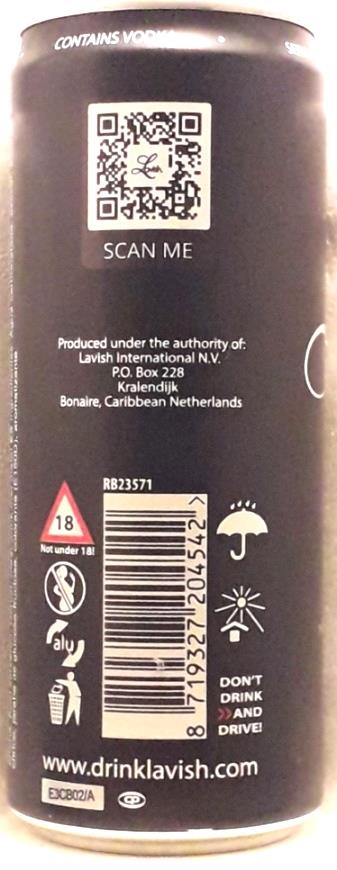 CONTAINS VODKA
SCAN ME
Produced under the authority of:
Lavish International N.V.
P.O. Box 228
Kralendijk
Bonaire, Caribbean Netherlands
RB23571
18
Not under 18!
alu
8 719327 204542 >
DON'T
DRINK
»AND
DRIVE!
www.drinklavish.com
E3CB02/A